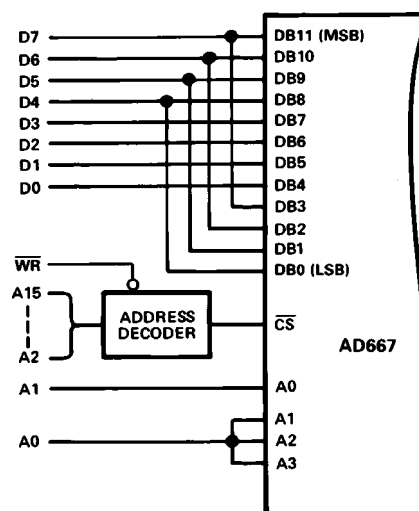 D7 DB11 (MSB)
D6 DB10
D5 DB9
D4 DB8
D3 DB7
D2 DB6
D1 DB5
D0 DB4
DB3
DB2
DB1
WR DB0 (LSB)
A15
ADDRESS
DECODER
CS
A2
AD667
A1 A0
A1
A0 A2
A3